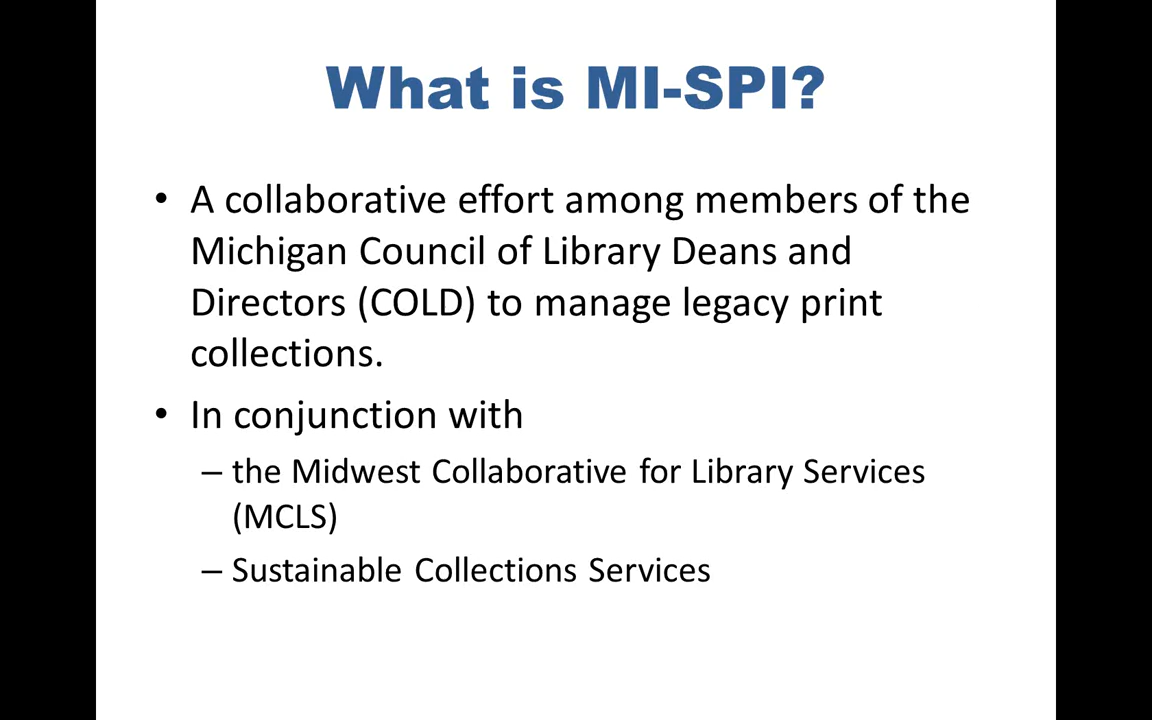 What is MI-SPI?
• A collaborative effort among members of the
Michigan Council of Library Deans and
Directors (COLD) to manage legacy print
collections.
• In conjunction with
– the Midwest Collaborative for Library Services
(MCLS)
– Sustainable Collections Services